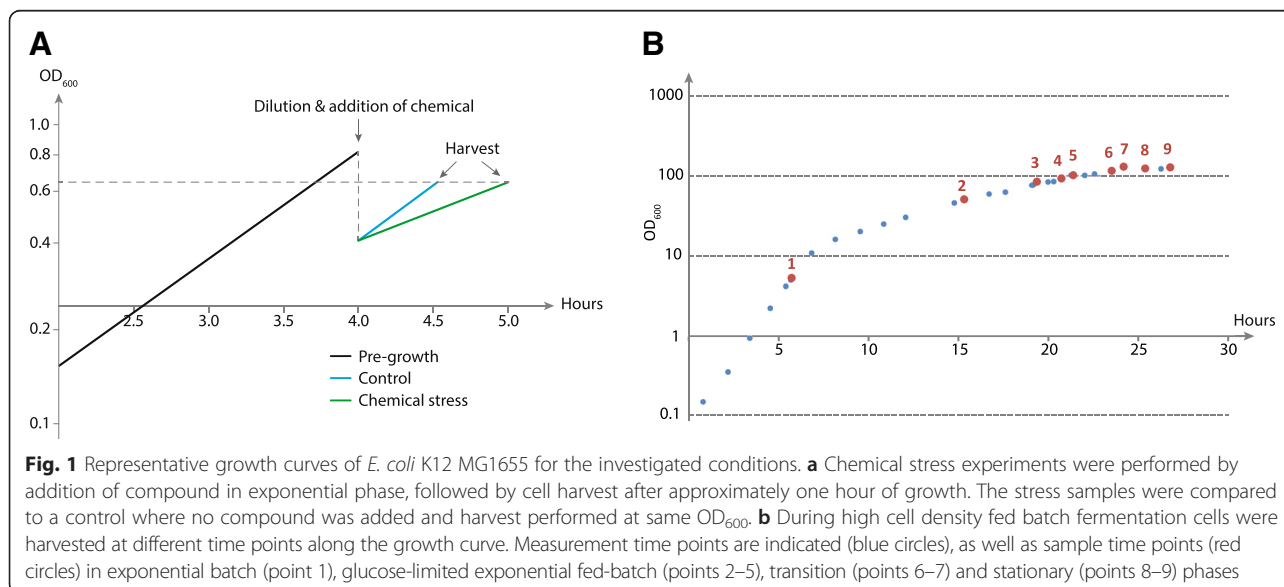 A
OD600
Dilution & addition of chemical
Harvest
1.0
0.8
0.6
0.4
0.2
0.1
2.5 3.0 3.5 4.0 4.5 5.0
Hours
Pre-growth
Control
Chemical stress
B
OD600
1000
100
10
1
0.1
1 2 3 4 5 6 7 8 9
5 10 15 20 25 30
Hours
Fig. 1 Representative growth curves of E. coli K12 MG1655 for the investigated conditions. a Chemical stress experiments were performed by
addition of compound in exponential phase, followed by cell harvest after approximately one hour of growth. The stress samples were compared
to a control where no compound was added and harvest performed at same OD600. b During high cell density fed batch fermentation cells were
harvested at different time points along the growth curve. Measurement time points are indicated (blue circles), as well as sample time points (red
circles) in exponential batch (point 1), glucose-limited exponential fed-batch (points 2–5), transition (points 6–7) and stationary (points 8–9) phases